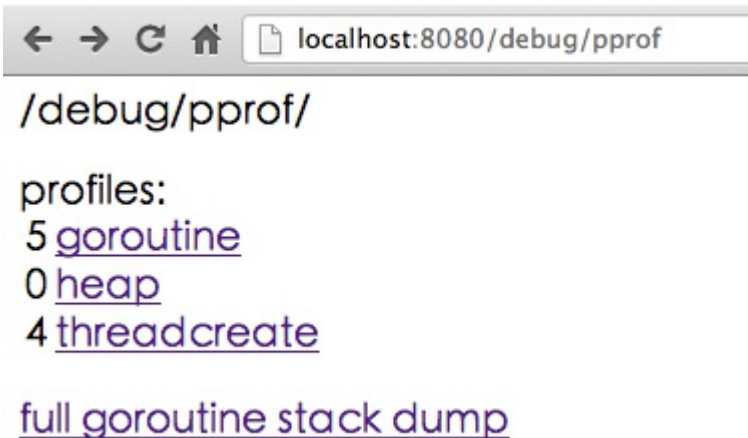 localhost:8080/debug/pprof
/debug/pprof/
profiles:
5 goroutine
0 heap
4 threadcreate
full goroutine stack dump